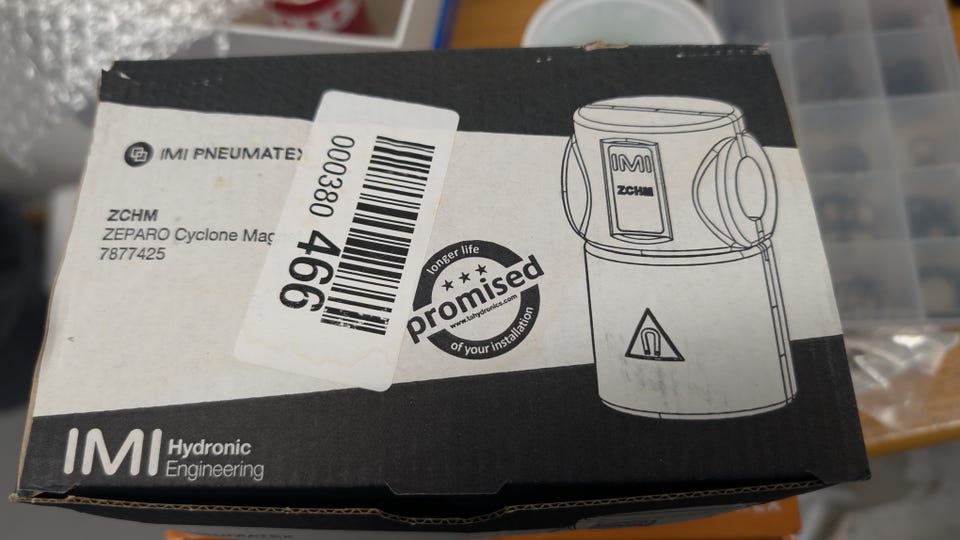 IMI PNEUMATEX
ZCHM
ZEPARO Cyclone Mag
7877425
000380 466
longer life
promised
www.tahydronics.com
of your installation
IMI
ZCHM
IMI Hydronic
Engineering